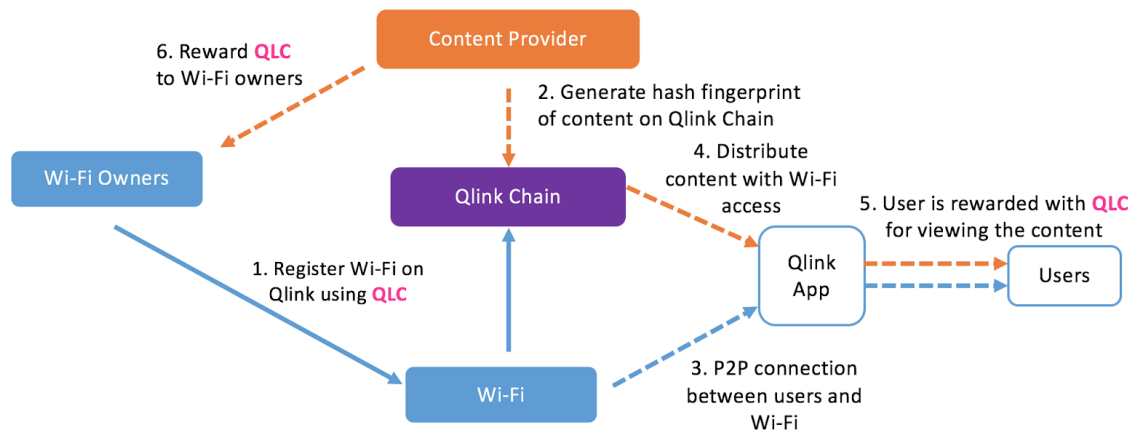 Content Provider
6. Reward QLC
to Wi-Fi owners
2. Generate hash fingerprint
of content on Qlink Chain
Wi-Fi Owners
Qlink Chain
4. Distribute
content with Wi-Fi
access
5. User is rewarded with QLC
for viewing the content
1. Register Wi-Fi on
Qlink using QLC
Qlink
App
Users
Wi-Fi
3. P2P connection
between users and
Wi-Fi